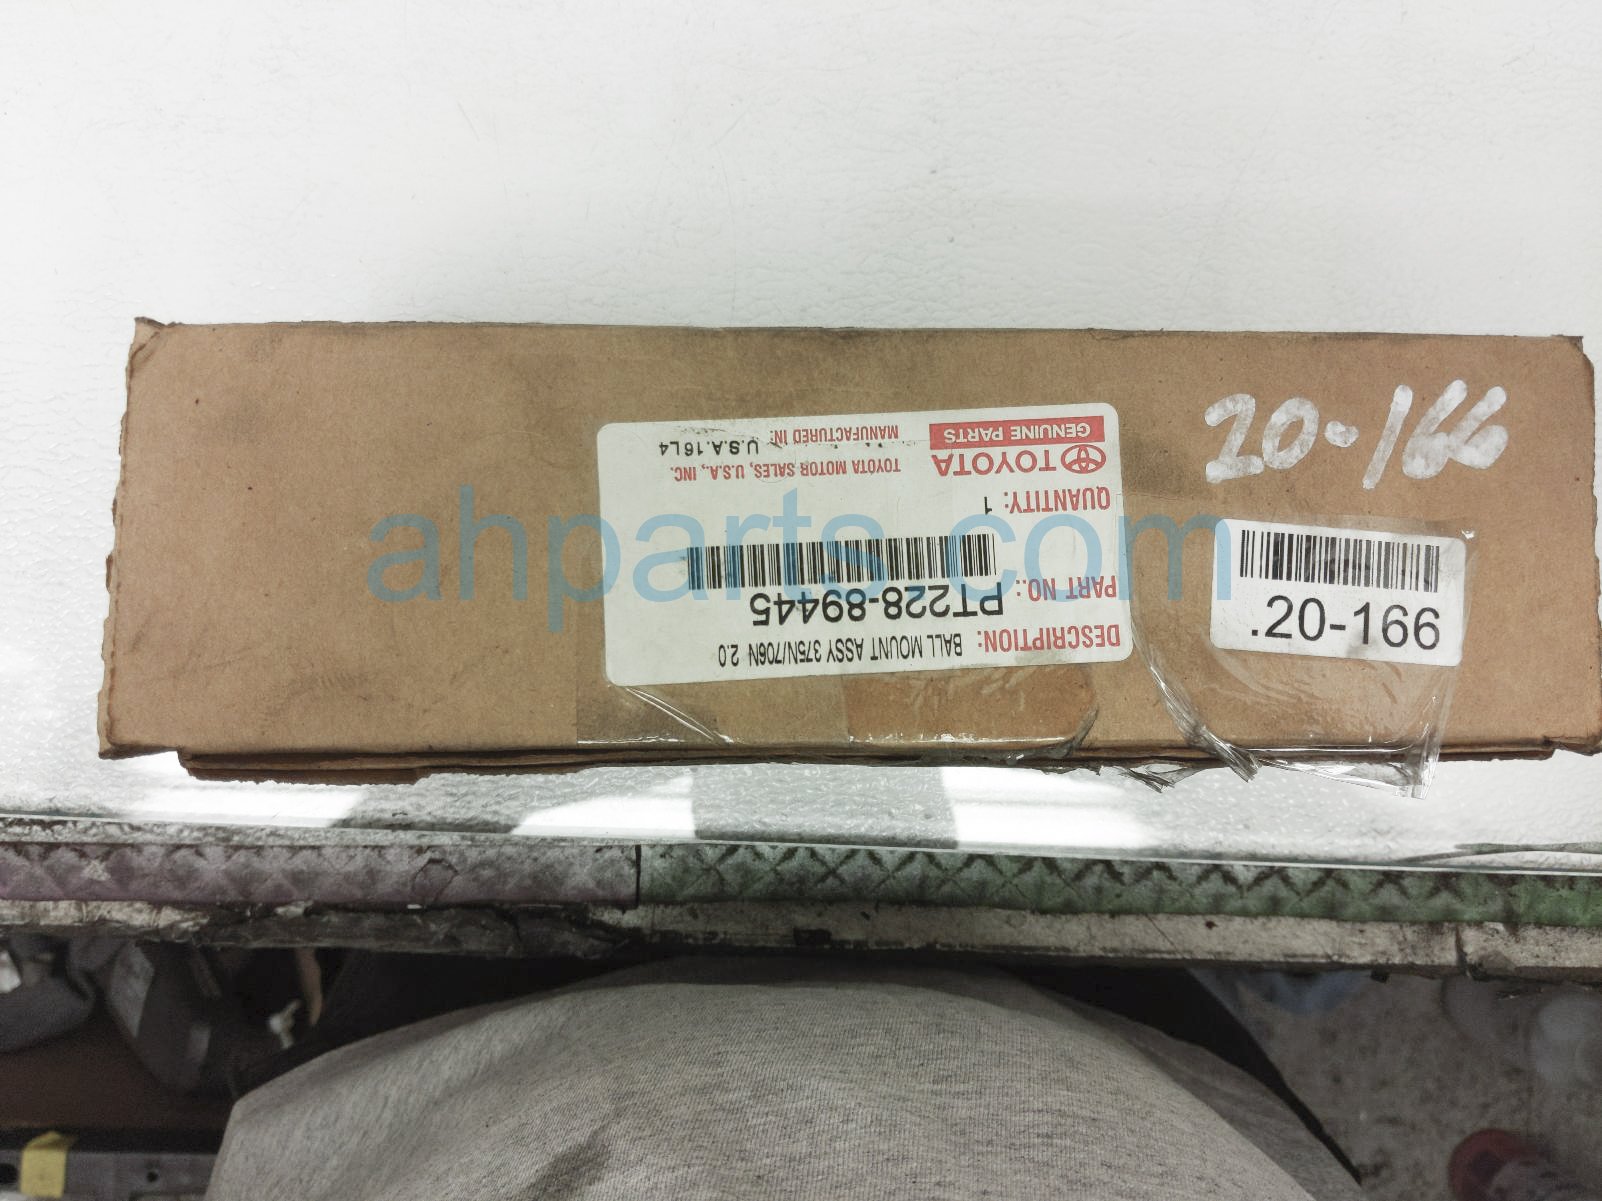 TOYOTA
GENUINE PARTS
TOYOTA MOTOR SALES, U.S.A., INC.
MANUFACTURED IN:
U.S.A. 16L4
QUANTITY: 1
PART NO.: PT228-89445
DESCRIPTION: BALL MOUNT ASSY 375N/706N 2.0
20-166
.20-166
ahparts.com